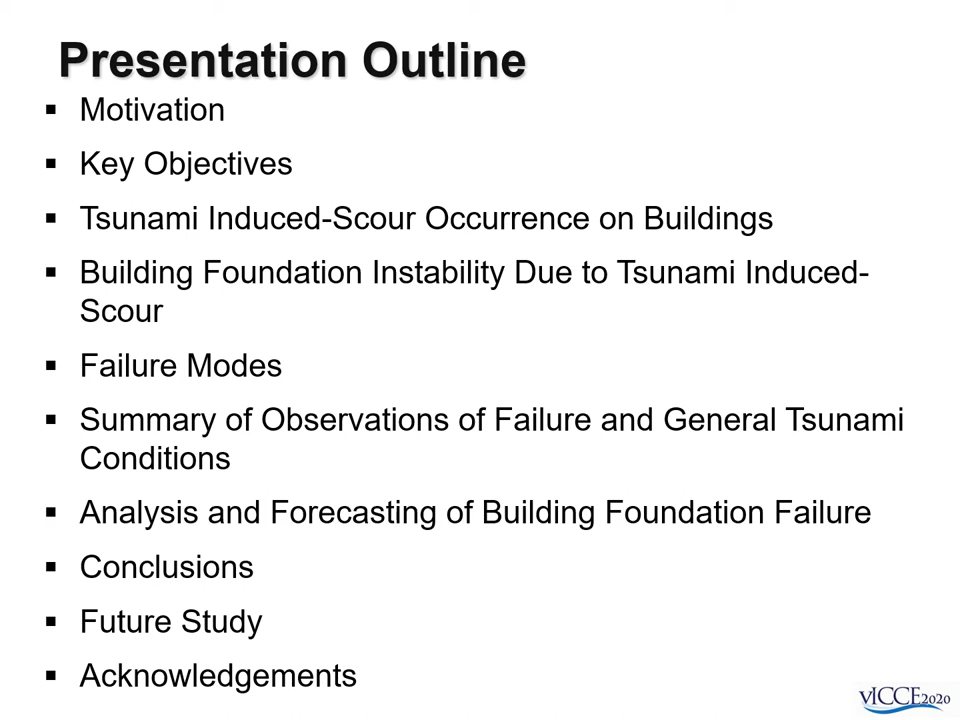 Presentation Outline
▪ Motivation
▪ Key Objectives
▪ Tsunami Induced-Scour Occurrence on Buildings
▪ Building Foundation Instability Due to Tsunami Induced-
Scour
▪ Failure Modes
▪ Summary of Observations of Failure and General Tsunami
Conditions
▪ Analysis and Forecasting of Building Foundation Failure
▪ Conclusions
▪ Future Study
▪ Acknowledgements
vICCE2020